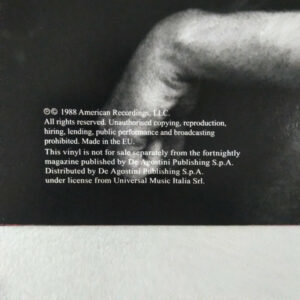 ℗© 1988 American Recordings, LLC.
All rights reserved. Unauthorised copying, reproduction,
hiring, lending, public performance and broadcasting
prohibited. Made in the EU.
This vinyl is not for sale separately from the fortnightly
magazine published by De Agostini Publishing S.p.A.
Distributed by De Agostini Publishing S.p.A.
under license from Universal Music Italia Srl.